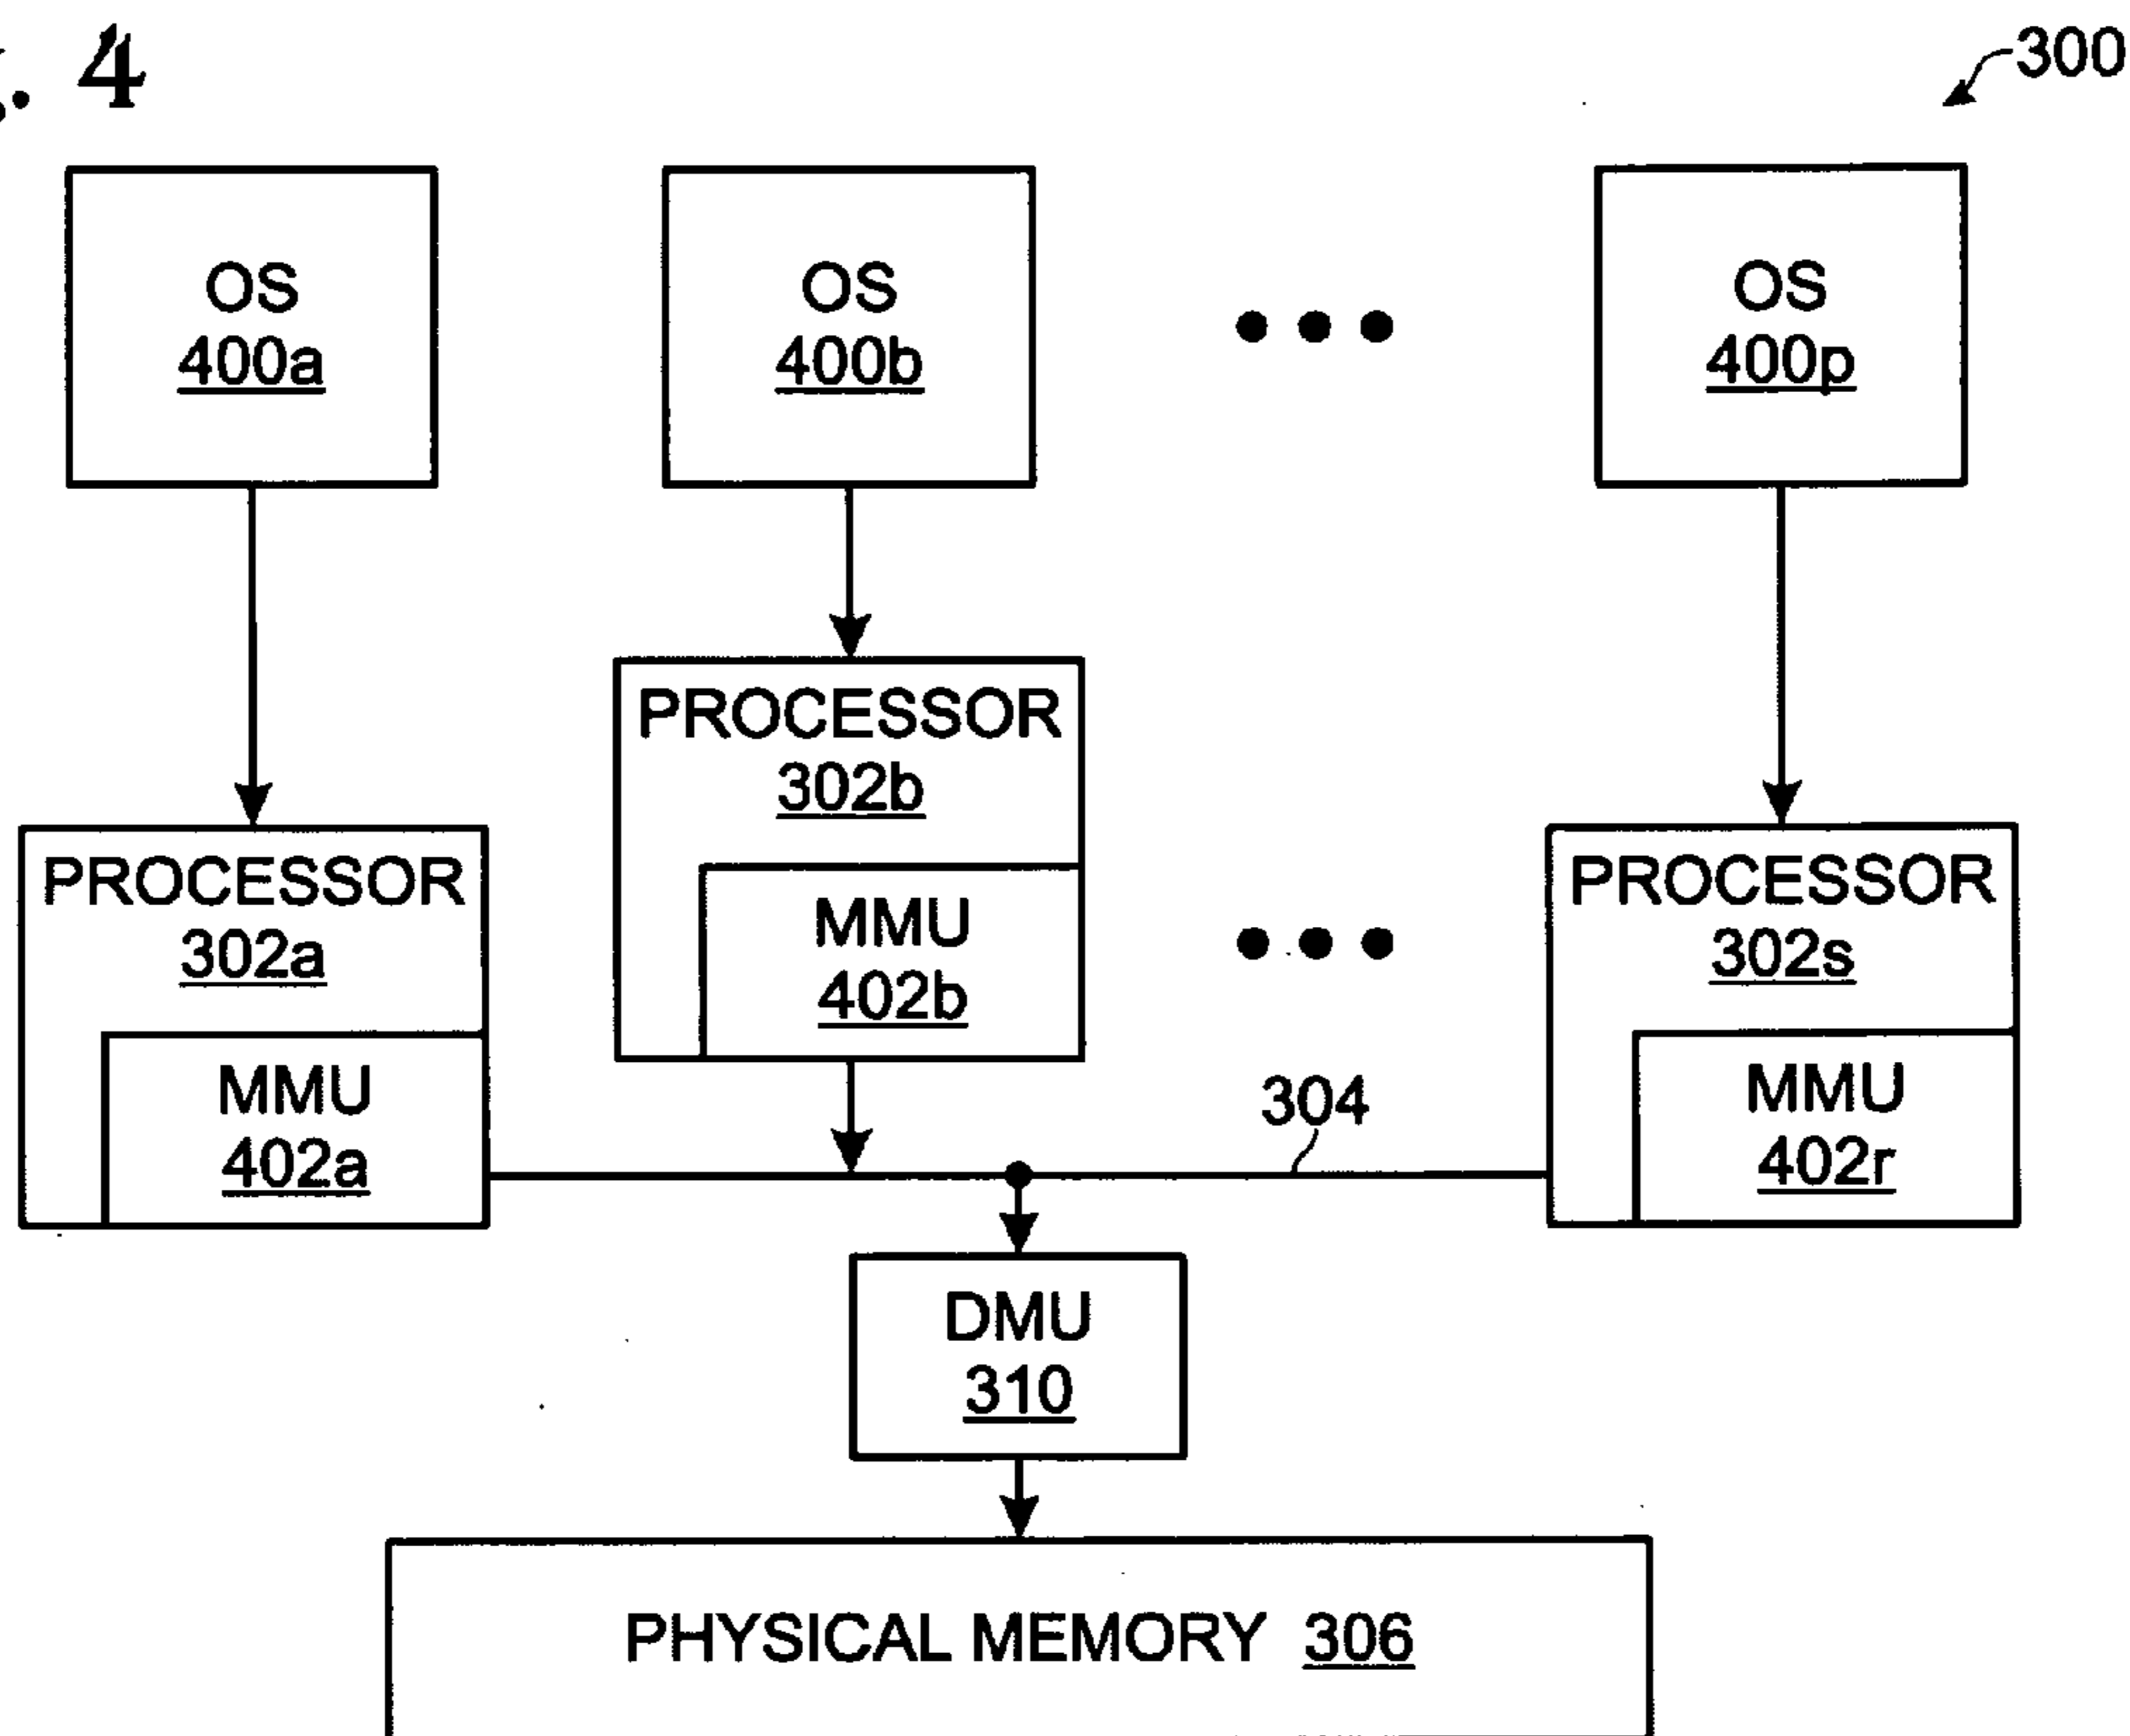 . 4
300
OS
400a
OS
400b
OS
400p
PROCESSOR
302b
MMU
402b
PROCESSOR
302a
MMU
402a
PROCESSOR
302s
MMU
402r
304
DMU
310
PHYSICAL MEMORY 306